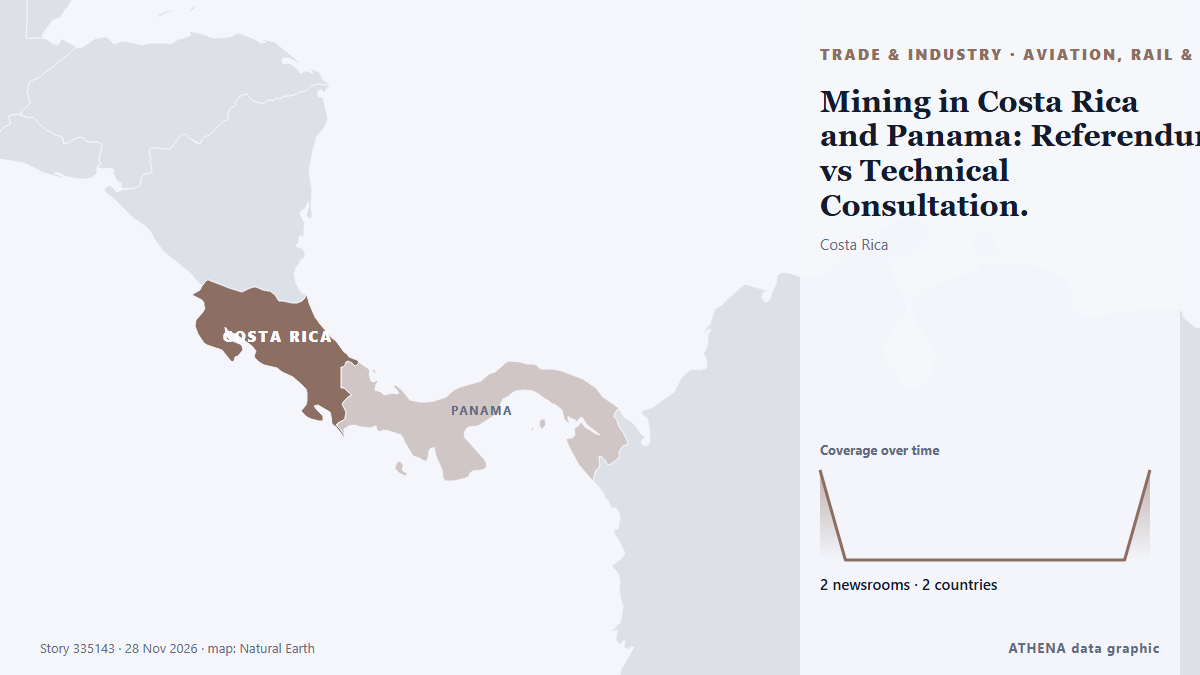 TRADE & INDUSTRY · AVIATION, RAIL &
Mining in Costa Rica
and Panama: Referendu
vs Technical
Consultation.
Costa Rica
COSTA RICA
PANAMA
Coverage over time
2 newsrooms · 2 countries
Story 335143 · 28 Nov 2026 · map: Natural Earth
ATHENA data graphic